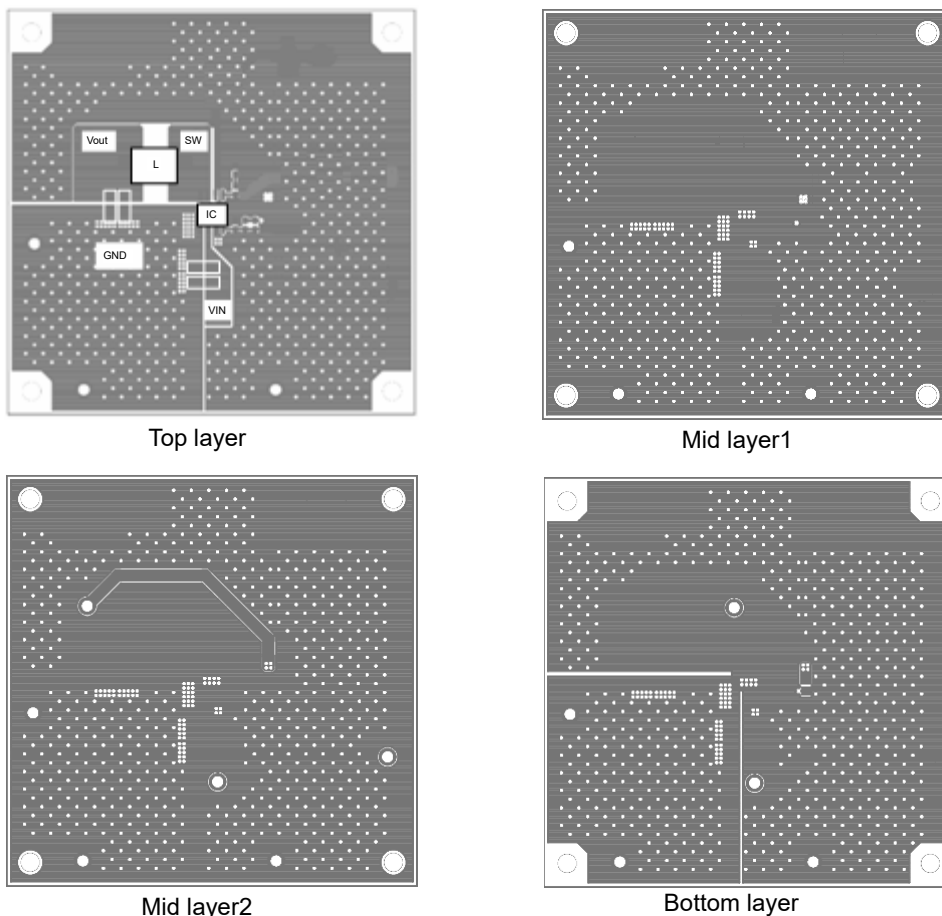 Vout
SW
L
IC
GND
VIN
Top layer
Mid layer1
Mid layer2
Bottom layer